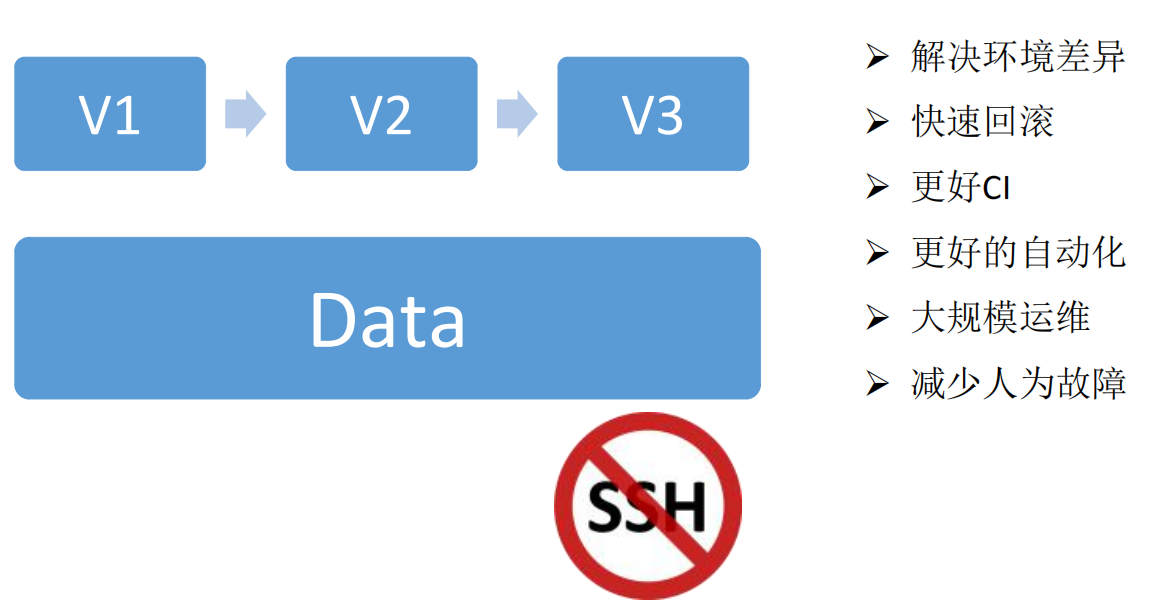 V1
V2
V3
Data
SSH
解决环境差异
快速回滚
更好CI
更好的自动化
大规模运维
减少人为故障